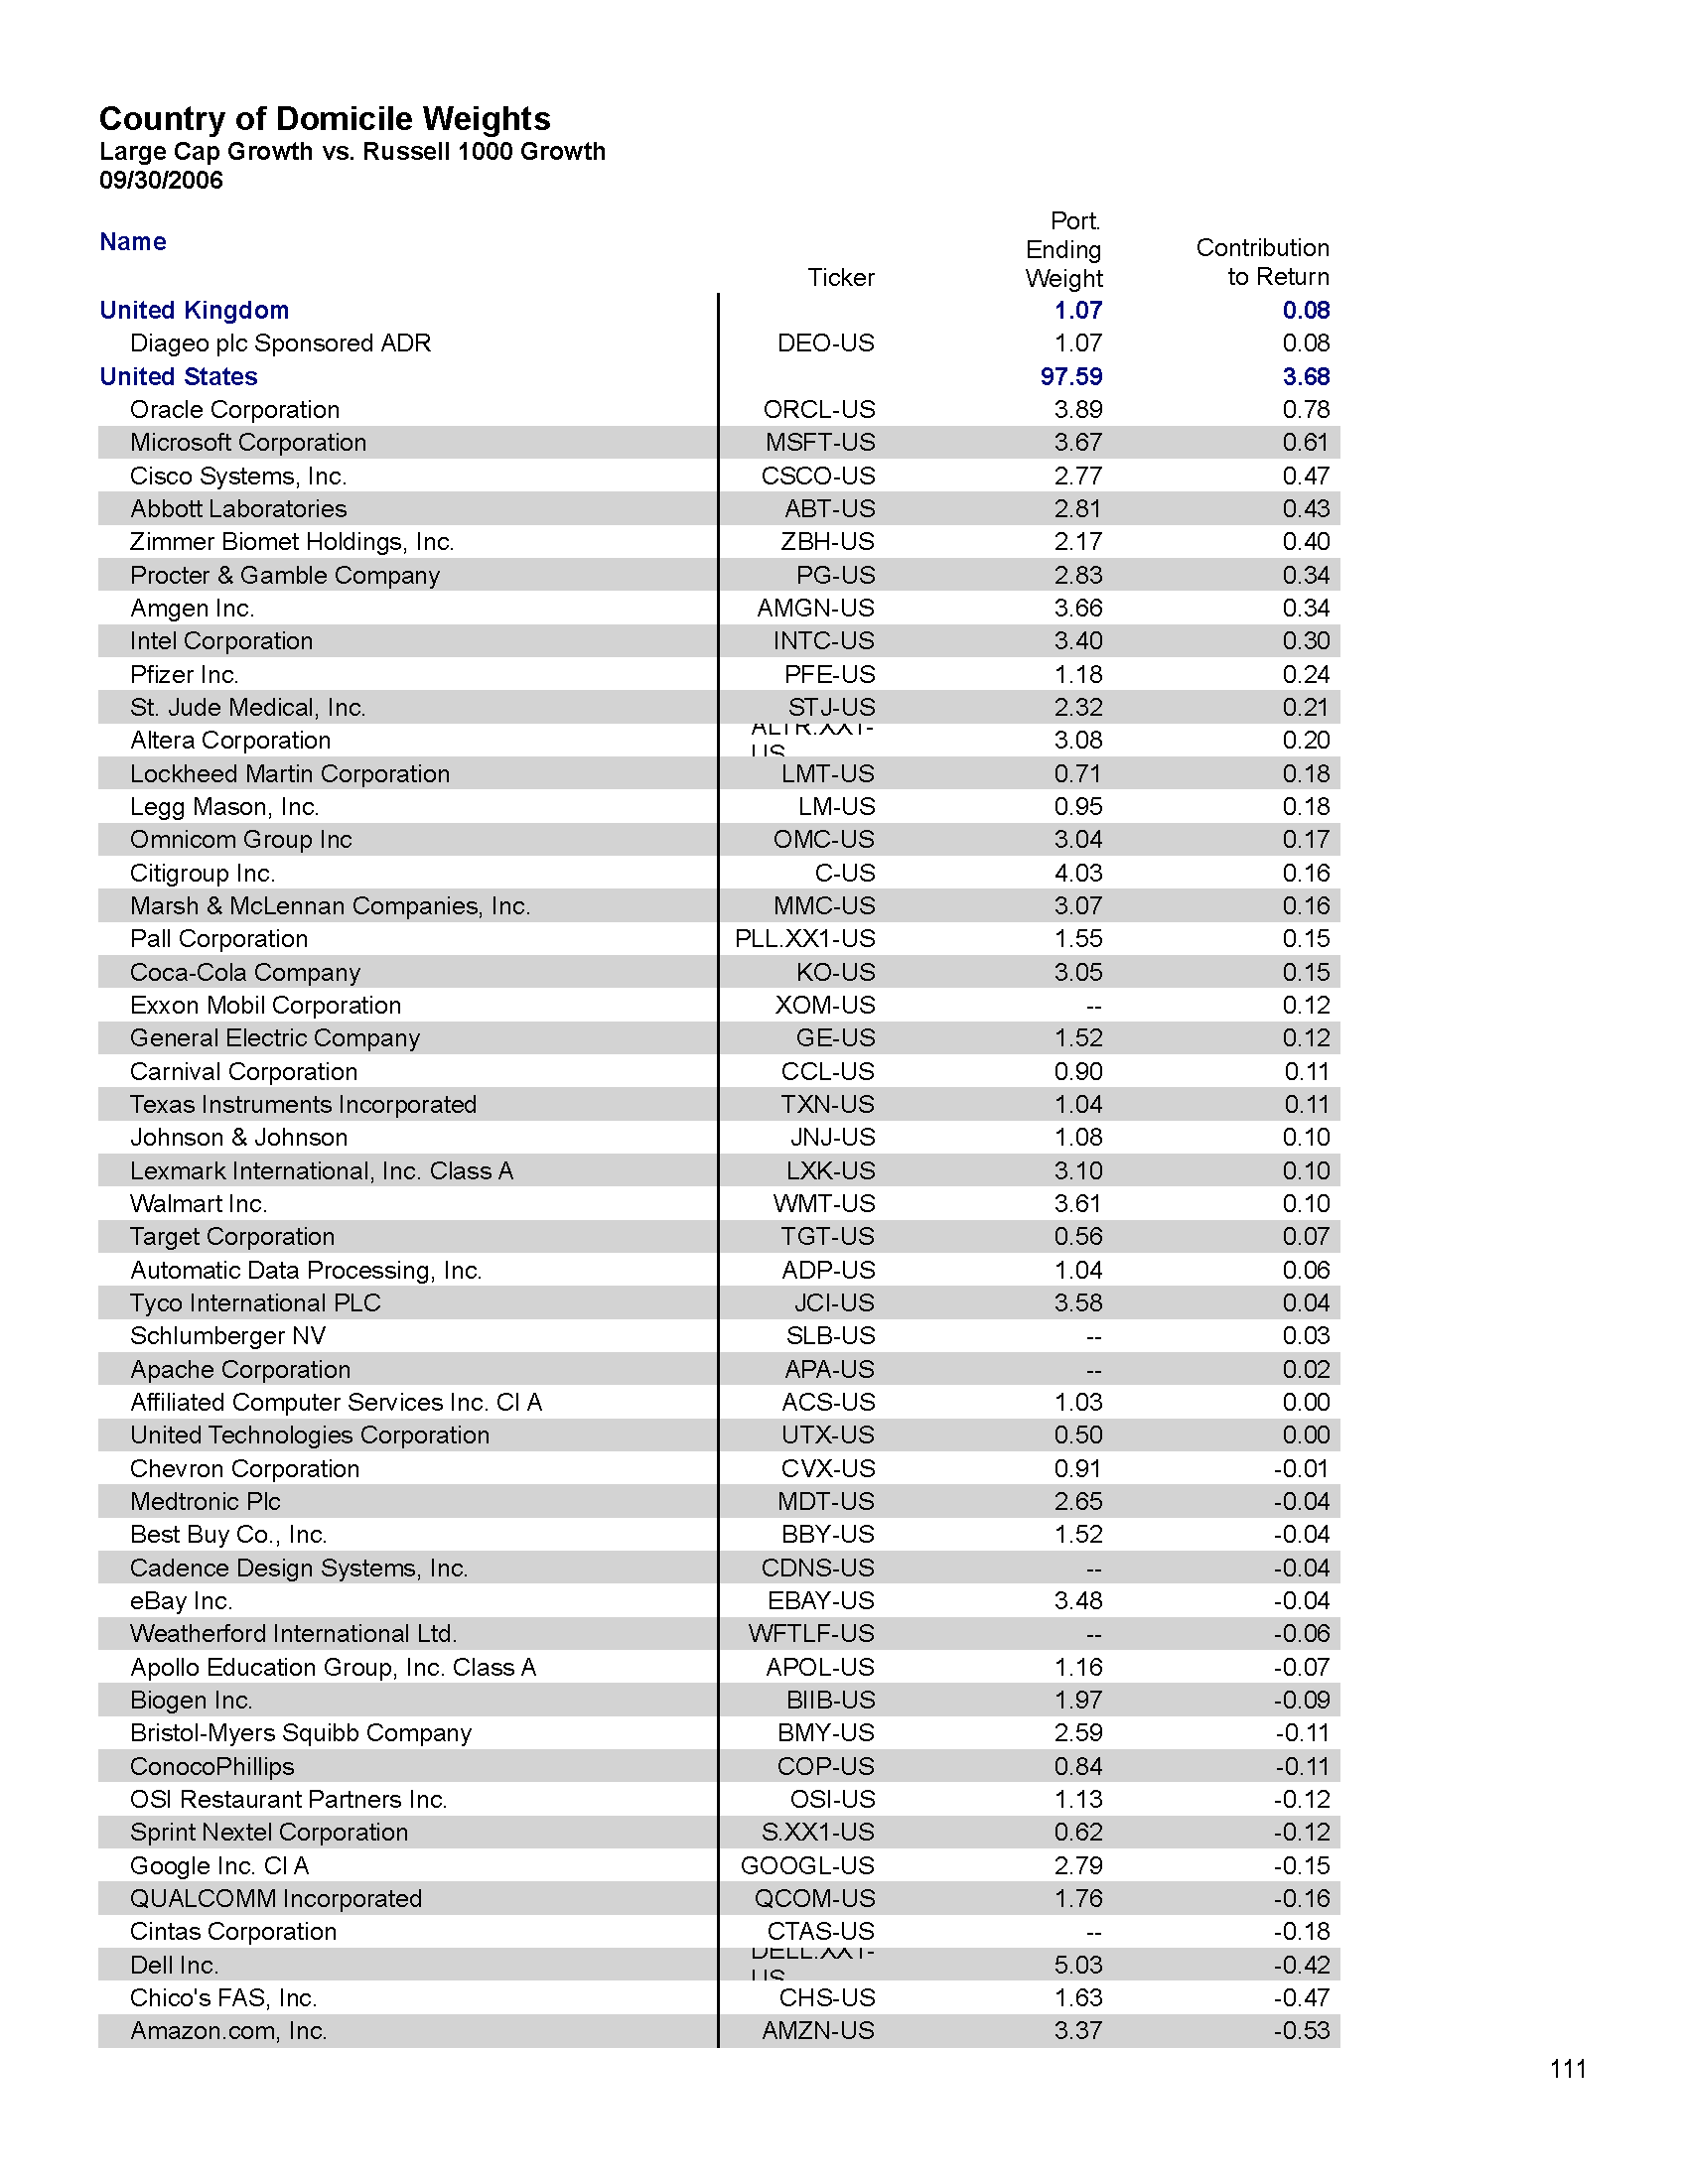 Country of Domicile Weights
Large Cap Growth vs. Russell 1000 Growth
09/30/2006
Name Ticker Port. Ending Weight Contribution to Return
United Kingdom 1.07 0.08
Diageo plc Sponsored ADR DEO-US 1.07 0.08
United States 97.59 3.68
Oracle Corporation ORCL-US 3.89 0.78
Microsoft Corporation MSFT-US 3.67 0.61
Cisco Systems, Inc. CSCO-US 2.77 0.47
Abbott Laboratories ABT-US 2.81 0.43
Zimmer Biomet Holdings, Inc. ZBH-US 2.17 0.40
Procter & Gamble Company PG-US 2.83 0.34
Amgen Inc. AMGN-US 3.66 0.34
Intel Corporation INTC-US 3.40 0.30
Pfizer Inc. PFE-US 1.18 0.24
St. Jude Medical, Inc. STJ-US 2.32 0.21
Altera Corporation ALTR.XX1-US 3.08 0.20
Lockheed Martin Corporation LMT-US 0.71 0.18
Legg Mason, Inc. LM-US 0.95 0.18
Omnicom Group Inc OMC-US 3.04 0.17
Citigroup Inc. C-US 4.03 0.16
Marsh & McLennan Companies, Inc. MMC-US 3.07 0.16
Pall Corporation PLL.XX1-US 1.55 0.15
Coca-Cola Company KO-US 3.05 0.15
Exxon Mobil Corporation XOM-US -- 0.12
General Electric Company GE-US 1.52 0.12
Carnival Corporation CCL-US 0.90 0.11
Texas Instruments Incorporated TXN-US 1.04 0.11
Johnson & Johnson JNJ-US 1.08 0.10
Lexmark International, Inc. Class A LXK-US 3.10 0.10
Walmart Inc. WMT-US 3.61 0.10
Target Corporation TGT-US 0.56 0.07
Automatic Data Processing, Inc. ADP-US 1.04 0.06
Tyco International PLC JCI-US 3.58 0.04
Schlumberger NV SLB-US -- 0.03
Apache Corporation APA-US -- 0.02
Affiliated Computer Services Inc. Cl A ACS-US 1.03 0.00
United Technologies Corporation UTX-US 0.50 0.00
Chevron Corporation CVX-US 0.91 -0.01
Medtronic Plc MDT-US 2.65 -0.04
Best Buy Co., Inc. BBY-US 1.52 -0.04
Cadence Design Systems, Inc. CDNS-US -- -0.04
eBay Inc. EBAY-US 3.48 -0.04
Weatherford International Ltd. WFTLF-US -- -0.06
Apollo Education Group, Inc. Class A APOL-US 1.16 -0.07
Biogen Inc. BIIB-US 1.97 -0.09
Bristol-Myers Squibb Company BMY-US 2.59 -0.11
ConocoPhillips COP-US 0.84 -0.11
OSI Restaurant Partners Inc. OSI-US 1.13 -0.12
Sprint Nextel Corporation S.XX1-US 0.62 -0.12
Google Inc. Cl A GOOGL-US 2.79 -0.15
QUALCOMM Incorporated QCOM-US 1.76 -0.16
Cintas Corporation CTAS-US -- -0.18
Dell Inc. DELL.XX1-US 5.03 -0.42
Chico's FAS, Inc. CHS-US 1.63 -0.47
Amazon.com, Inc. AMZN-US 3.37 -0.53
111